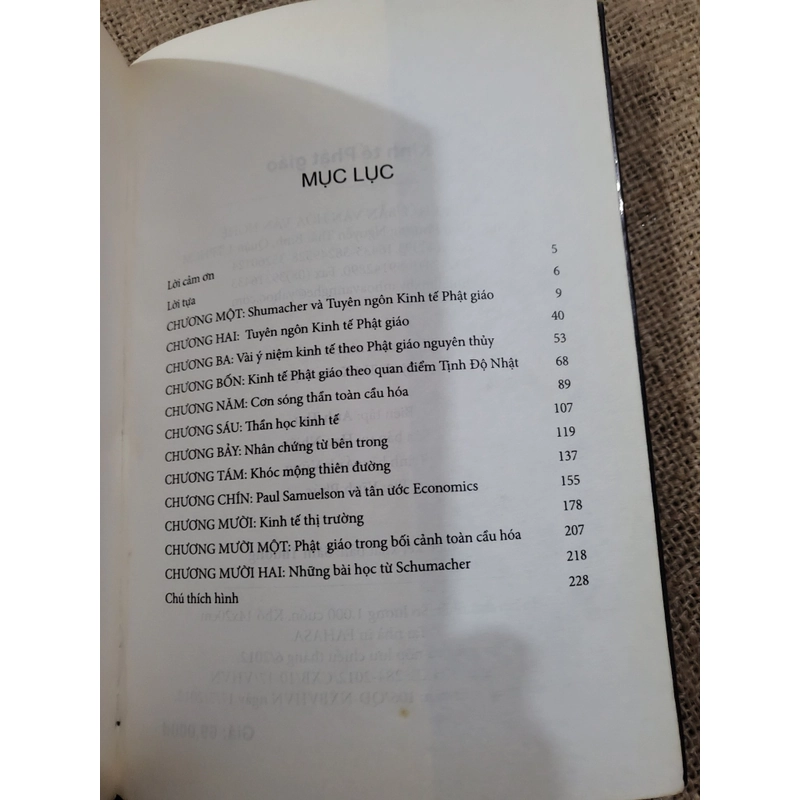 MỤC LỤC
Lời cảm ơn 5
Lời tựa 6
CHƯƠNG MỘT: Shumacher và Tuyên ngôn Kinh tế Phật giáo 9
CHƯƠNG HAI: Tuyên ngôn Kinh tế Phật giáo 40
CHƯƠNG BA: Vài ý niệm kinh tế theo Phật giáo nguyên thủy 53
CHƯƠNG BỐN: Kinh tế Phật giáo theo quan điểm Tịnh Độ Nhật 68
CHƯƠNG NĂM: Cơn sóng thần toàn cầu hóa 89
CHƯƠNG SÁU: Thần học kinh tế 107
CHƯƠNG BẢY: Nhân chứng từ bên trong 119
CHƯƠNG TÁM: Khóc mộng thiên đường 137
CHƯƠNG CHÍN: Paul Samuelson và tân ước Economics 155
CHƯƠNG MƯỜI: Kinh tế thị trường 178
CHƯƠNG MƯỜI MỘT: Phật giáo trong bối cảnh toàn cầu hóa 207
CHƯƠNG MƯỜI HAI: Những bài học từ Schumacher 218
Chú thích hình 228